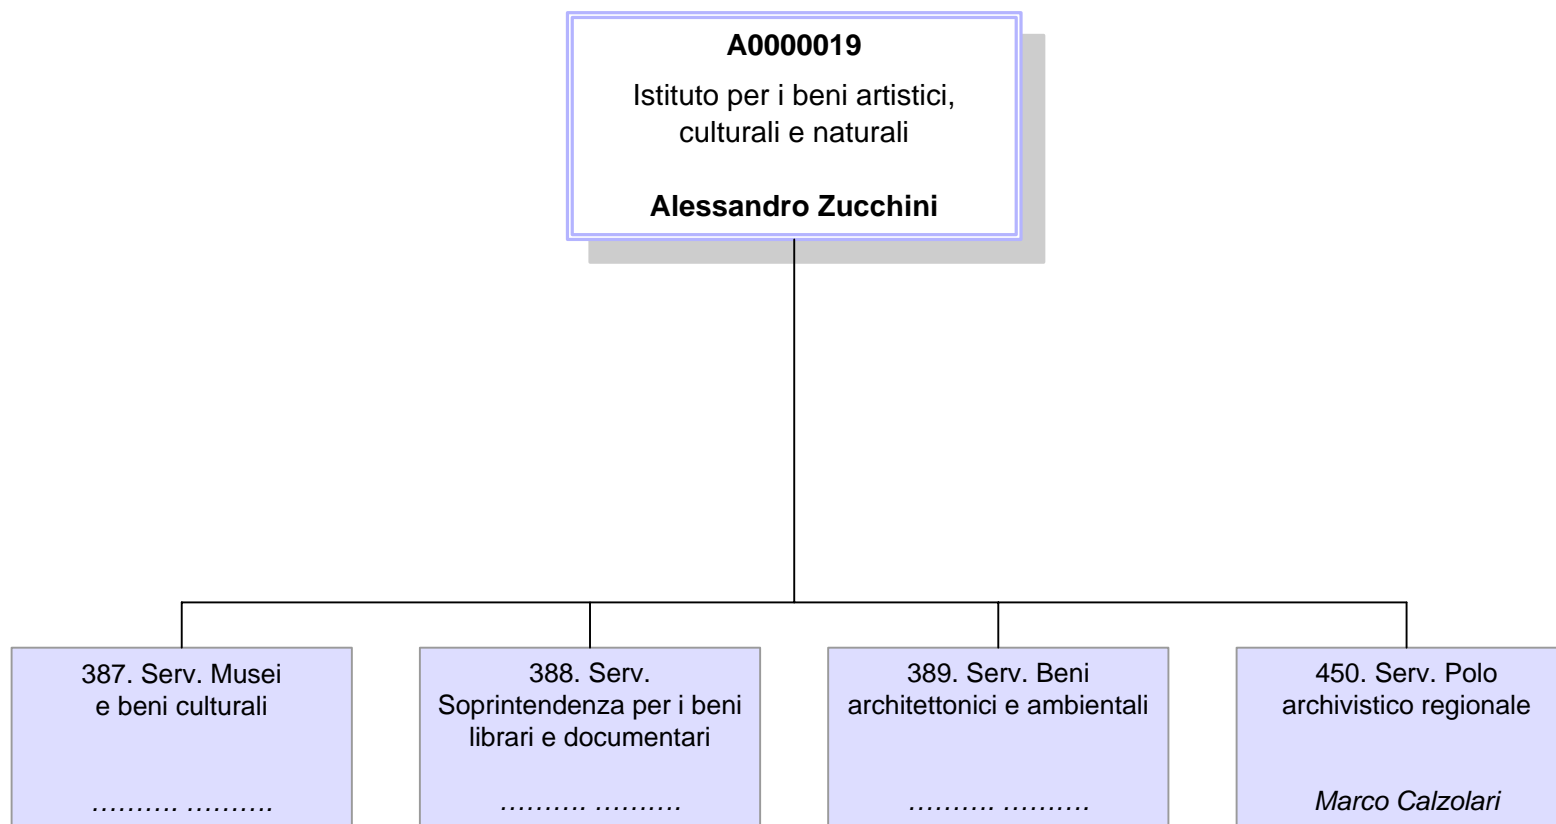 A0000019
Istituto per i beni artistici,
culturali e naturali
Alessandro Zucchini
387. Serv. Musei
e beni culturali
………. ……….
388. Serv.
Soprintendenza per i beni
librari e documentari
………. ……….
389. Serv. Beni
architettonici e ambientali
………. ……….
450. Serv. Polo
archivistico regionale
Marco Calzolari